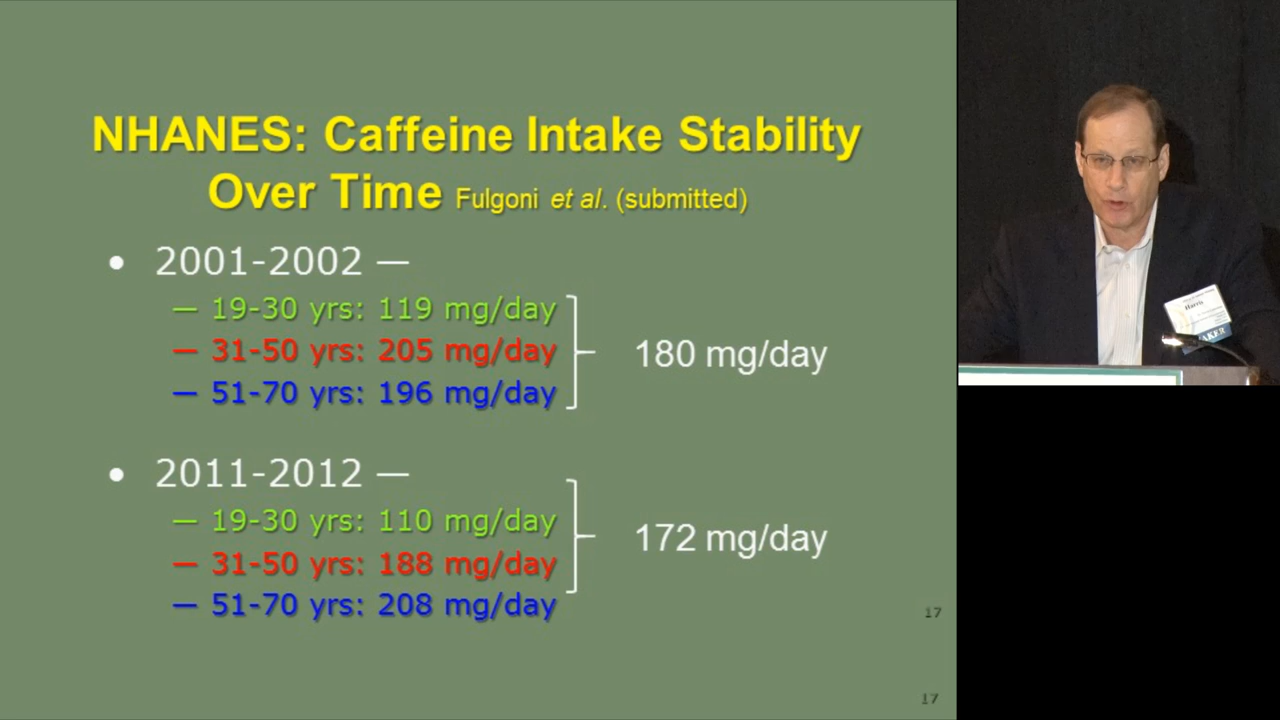 NHANES: Caffeine Intake Stability
Over Time Fulgoni et al. (submitted)
• 2001-2002 —
— 19-30 yrs: 119 mg/day
— 31-50 yrs: 205 mg/day
— 51-70 yrs: 196 mg/day
180 mg/day
• 2011-2012 —
— 19-30 yrs: 110 mg/day
— 31-50 yrs: 188 mg/day
— 51-70 yrs: 208 mg/day
172 mg/day
17
17
Harris